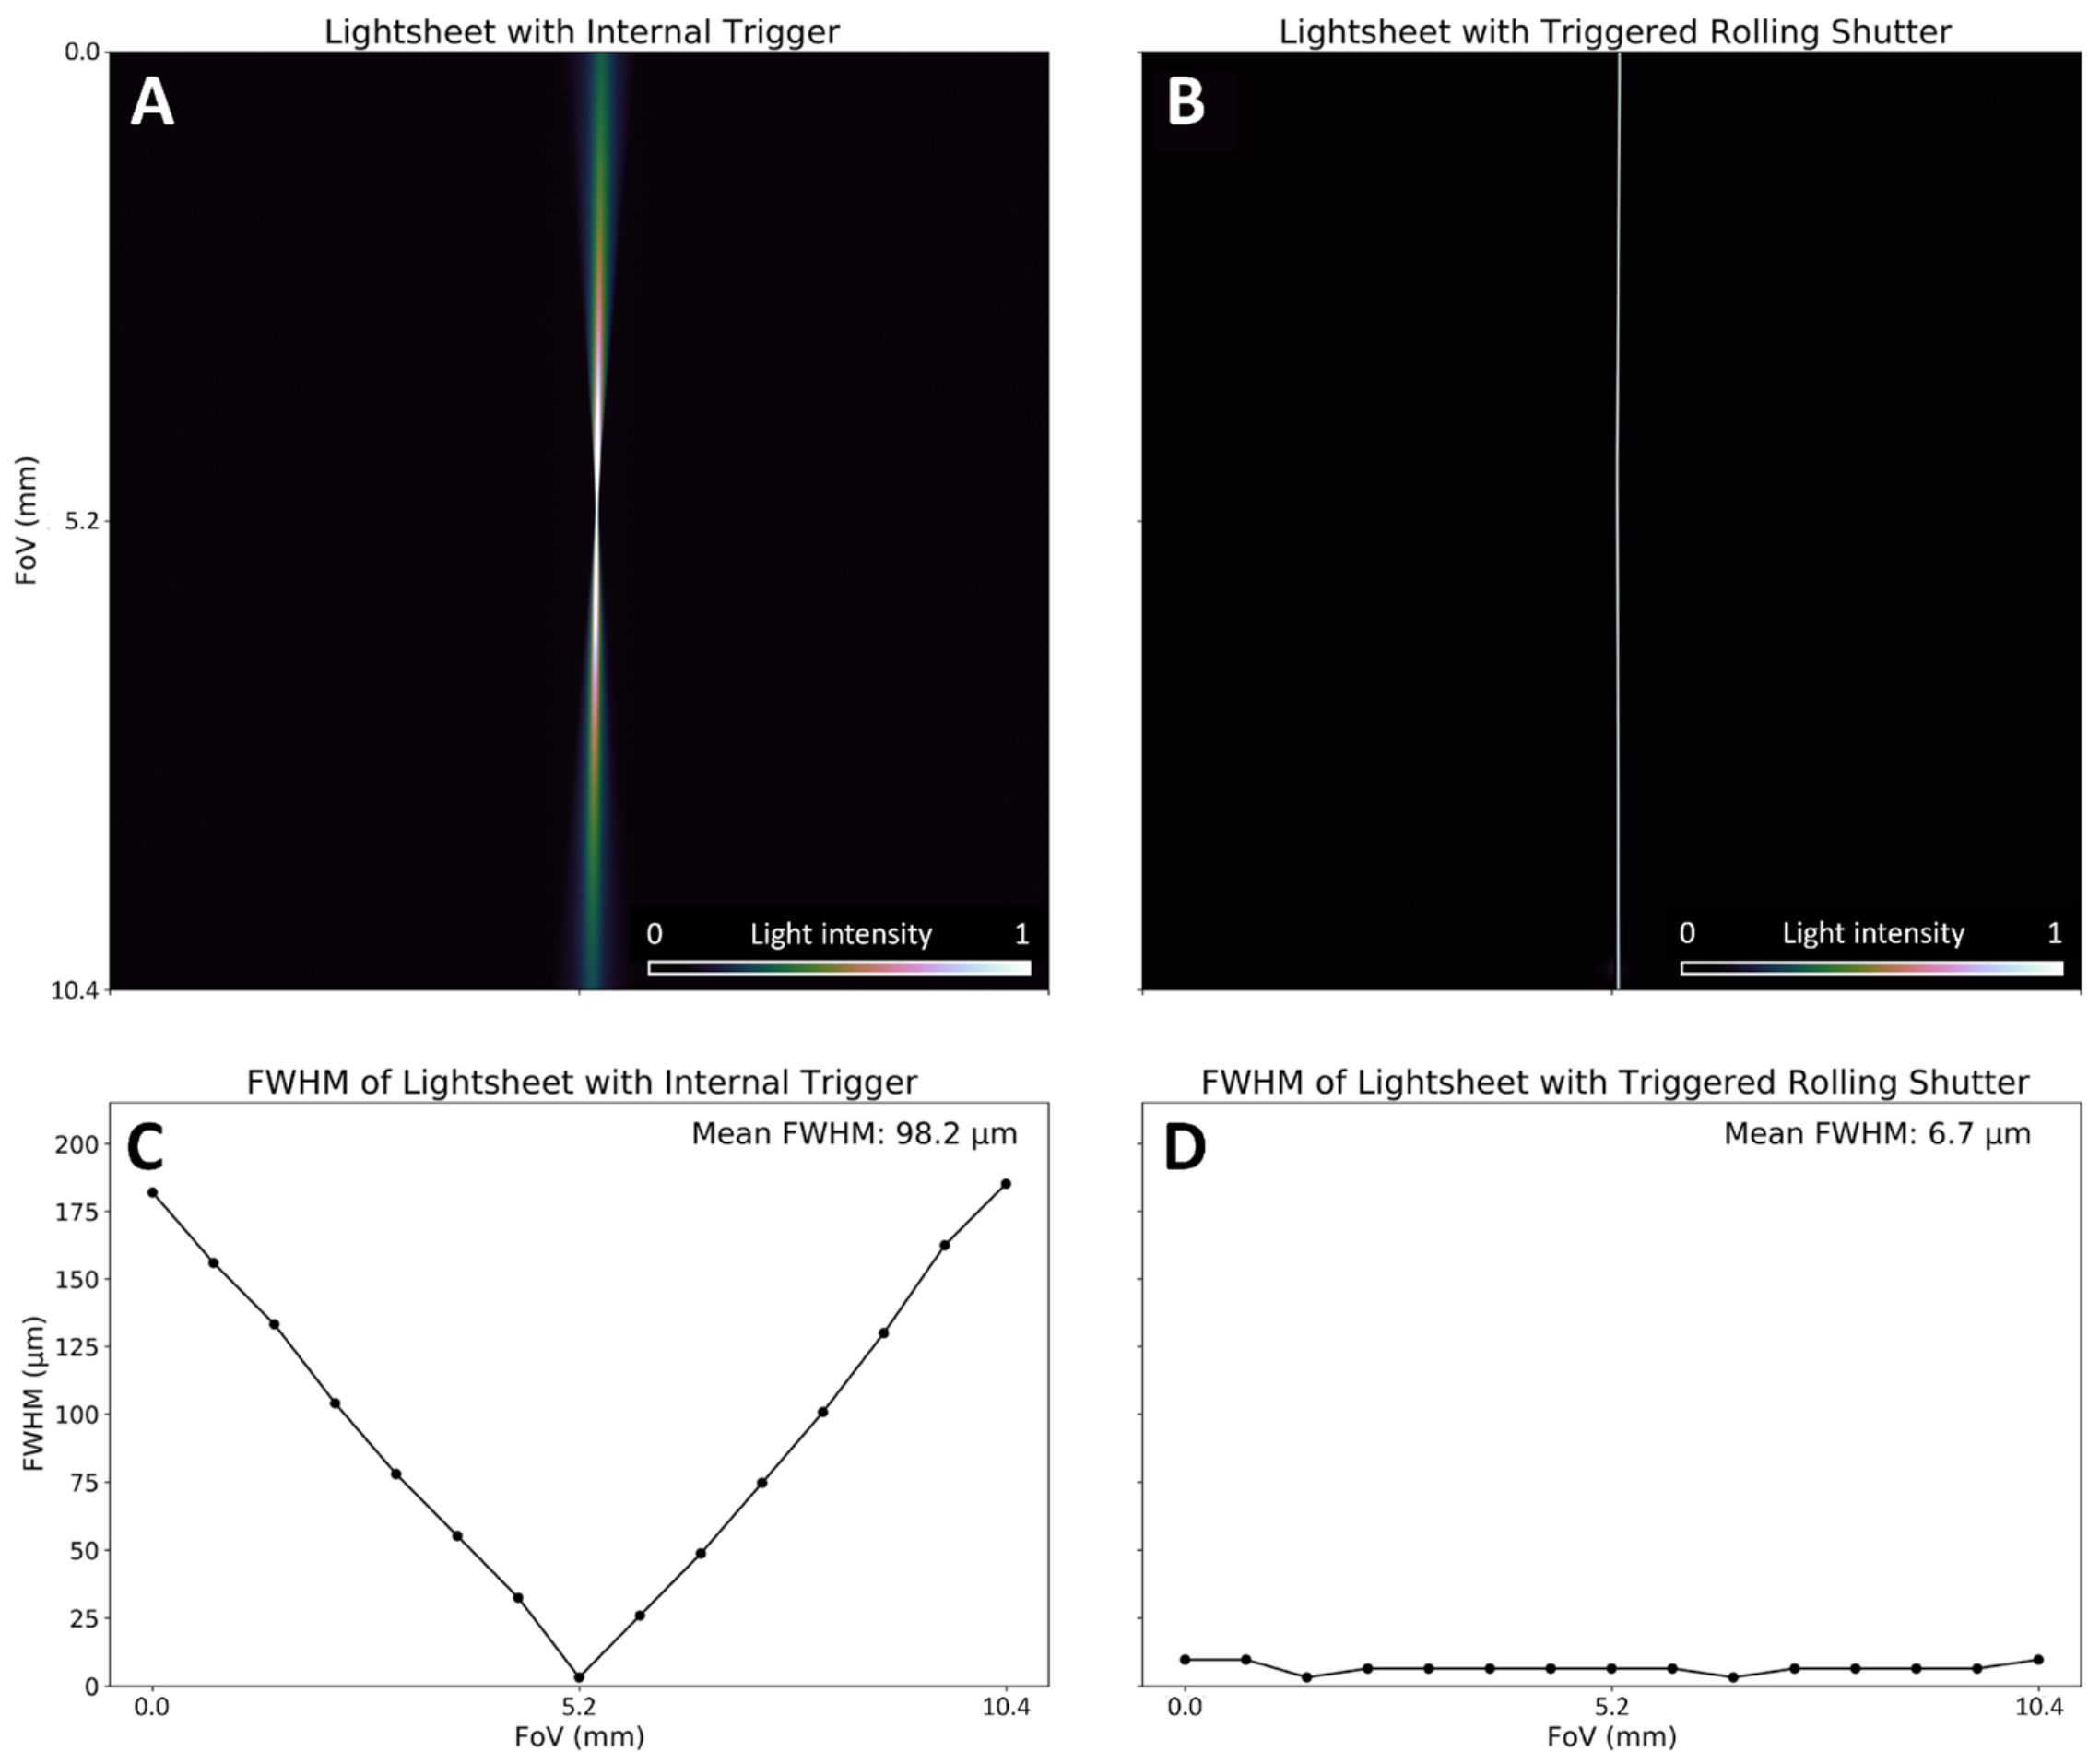 Lightsheet with Internal Trigger
Lightsheet with Triggered Rolling Shutter
A
B
0.0
5.2
10.4
FoV (mm)
0 Light intensity 1
0 Light intensity 1
FWHM of Lightsheet with Internal Trigger
FWHM of Lightsheet with Triggered Rolling Shutter
C
Mean FWHM: 98.2 µm
D
Mean FWHM: 6.7 µm
200
175
150
125
100
75
50
25
0
FWHM (µm)
0.0 5.2 10.4
FoV (mm)
0.0 5.2 10.4
FoV (mm)